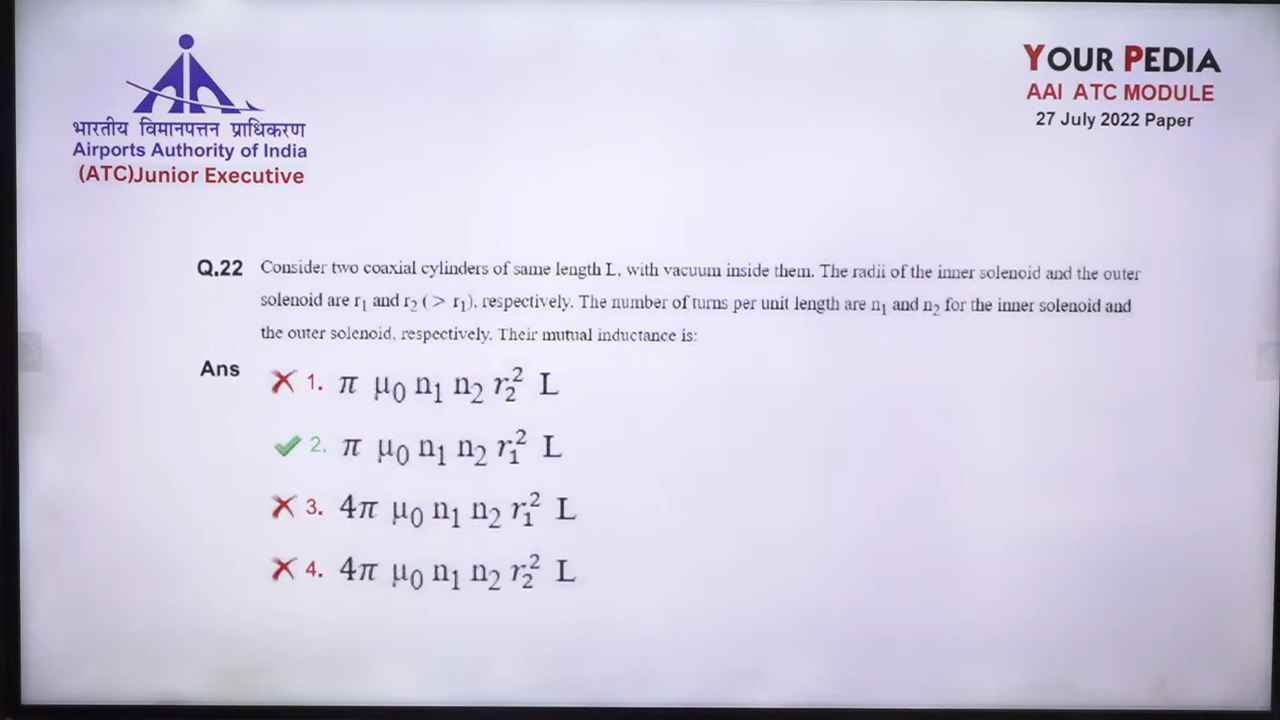 भारतीय विमानपत्तन प्राधिकरण
Airports Authority of India
(ATC)Junior Executive
YOUR PEDIA
AAI ATC MODULE
27 July 2022 Paper
Q.22 Consider two coaxial cylinders of same length L, with vacuum inside them. The radii of the inner solenoid and the outer
solenoid are r₁ and r₂ ( > r₁), respectively. The number of turns per unit length are n₁ and n₂ for the inner solenoid and
the outer solenoid, respectively. Their mutual inductance is:
Ans
1. π μ₀ n₁ n₂ r₂² L
2. π μ₀ n₁ n₂ r₁² L
3. 4π μ₀ n₁ n₂ r₁² L
4. 4π μ₀ n₁ n₂ r₂² L